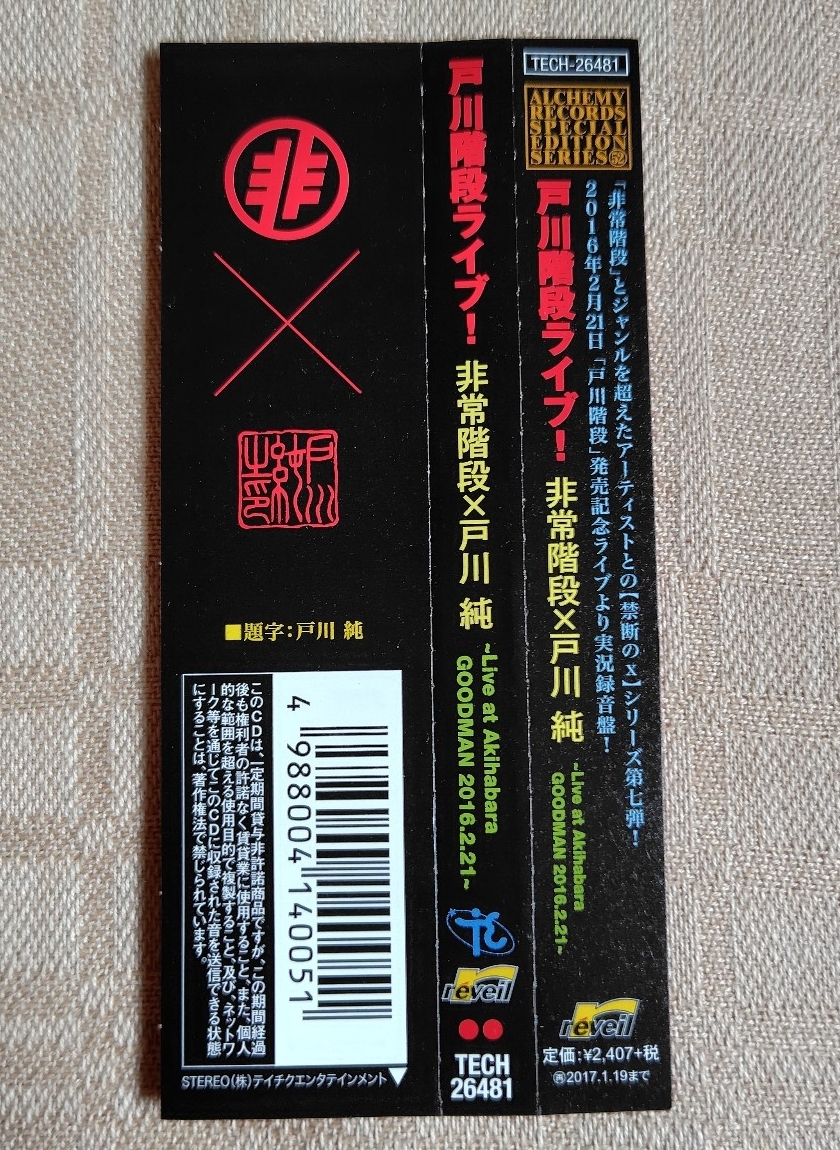 TECH-26481
ALCHEMY
RECORDS
SPECIAL
EDITION
SERIES 52
「非常階段」とジャンルを超えたアーティストとの【禁断のX】シリーズ第七弾!
2016年2月21日「戸川階段」発売記念ライブより実況録音盤!
戸川階段ライブ!
非常階段×戸川 純
~Live at Akihabara
GOODMAN 2016.2.21~
réveil
定価:¥2,407+税
2017.1.19まで
戸川階段ライブ!
非常階段×戸川 純
~Live at Akihabara
GOODMAN 2016.2.21~
réveil
TECH
26481
非
■題字:戸川 純
このCDは、一定期間貸与非許諾商品ですが、この期間経過
後も権利者の許諾なく賃貸業に使用すること、また、個人
的な範囲を超える使用目的で複製すること、及び、ネットワ
ーク等を通じてこのCDに収録された音を送信できる状態
にすることは、著作権法で禁じられています。
4 988004 140051
STEREO (株)テイチクエンタテインメント▼